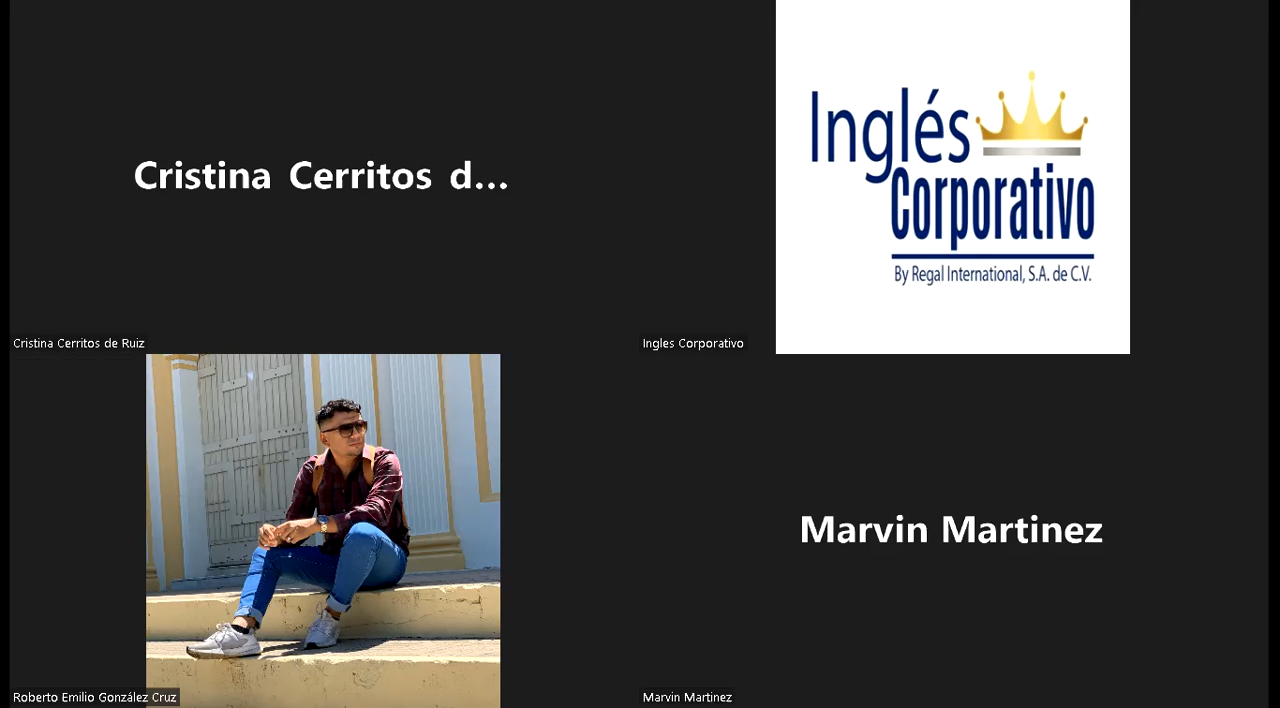 Cristina Cerritos d...
Cristina Cerritos de Ruiz
Inglés
Corporativo
By Regal International, S.A. de C.V.
Ingles Corporativo
Roberto Emilio González Cruz
Marvin Martinez
Marvin Martinez